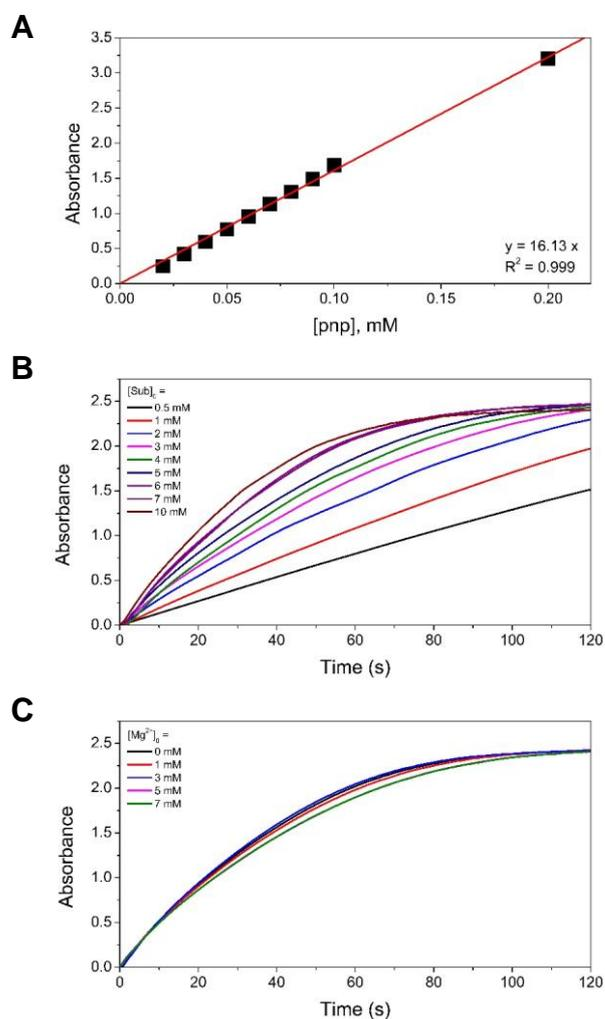 A
3.5
3.0
2.5
2.0
1.5
1.0
0.5
0.0
Absorbance
y = 16.13 x
R² = 0.999
0.00 0.05 0.10 0.15 0.20
[pnp], mM
B
[Sub]₀ =
0.5 mM
1 mM
2 mM
3 mM
4 mM
5 mM
6 mM
7 mM
10 mM
2.5
2.0
1.5
1.0
0.5
0.0
Absorbance
0 20 40 60 80 100 120
Time (s)
C
[Mg²⁺]₀ =
0 mM
1 mM
3 mM
5 mM
7 mM
2.5
2.0
1.5
1.0
0.5
0.0
Absorbance
0 20 40 60 80 100 120
Time (s)